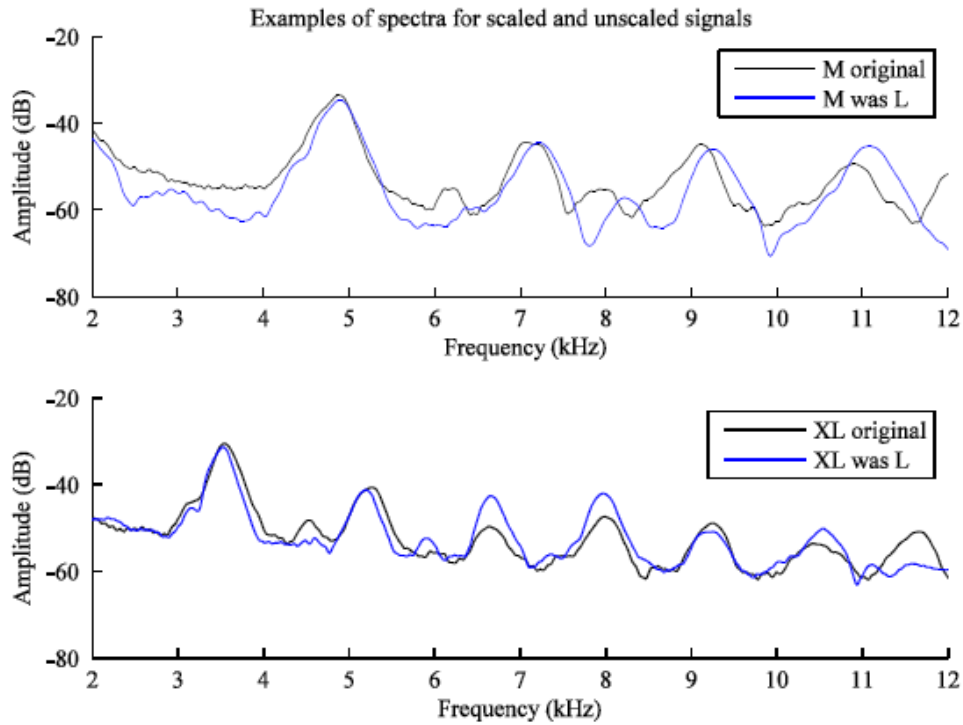 Examples of spectra for scaled and unscaled signals
-20
-40
-60
-80
Amplitude (dB)
M original
M was L
2 3 4 5 6 7 8 9 10 11 12
Frequency (kHz)
-20
-40
-60
-80
Amplitude (dB)
XL original
XL was L
2 3 4 5 6 7 8 9 10 11 12
Frequency (kHz)